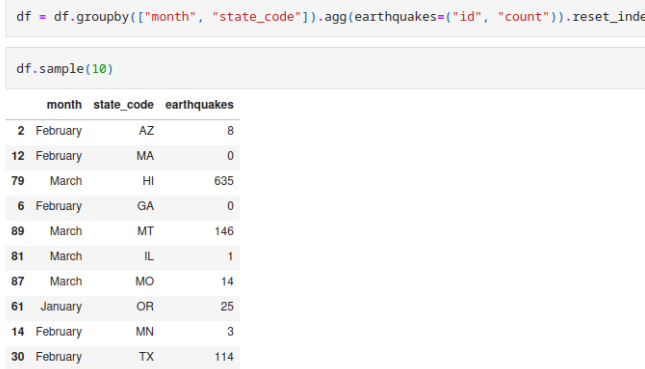 df = df.groupby(["month", "state_code"]).agg(earthquakes=("id", "count")).reset_inde
df.sample(10)
month state_code earthquakes
2 February AZ 8
12 February MA 0
79 March HI 635
6 February GA 0
89 March MT 146
81 March IL 1
87 March MO 14
61 January OR 25
14 February MN 3
30 February TX 114